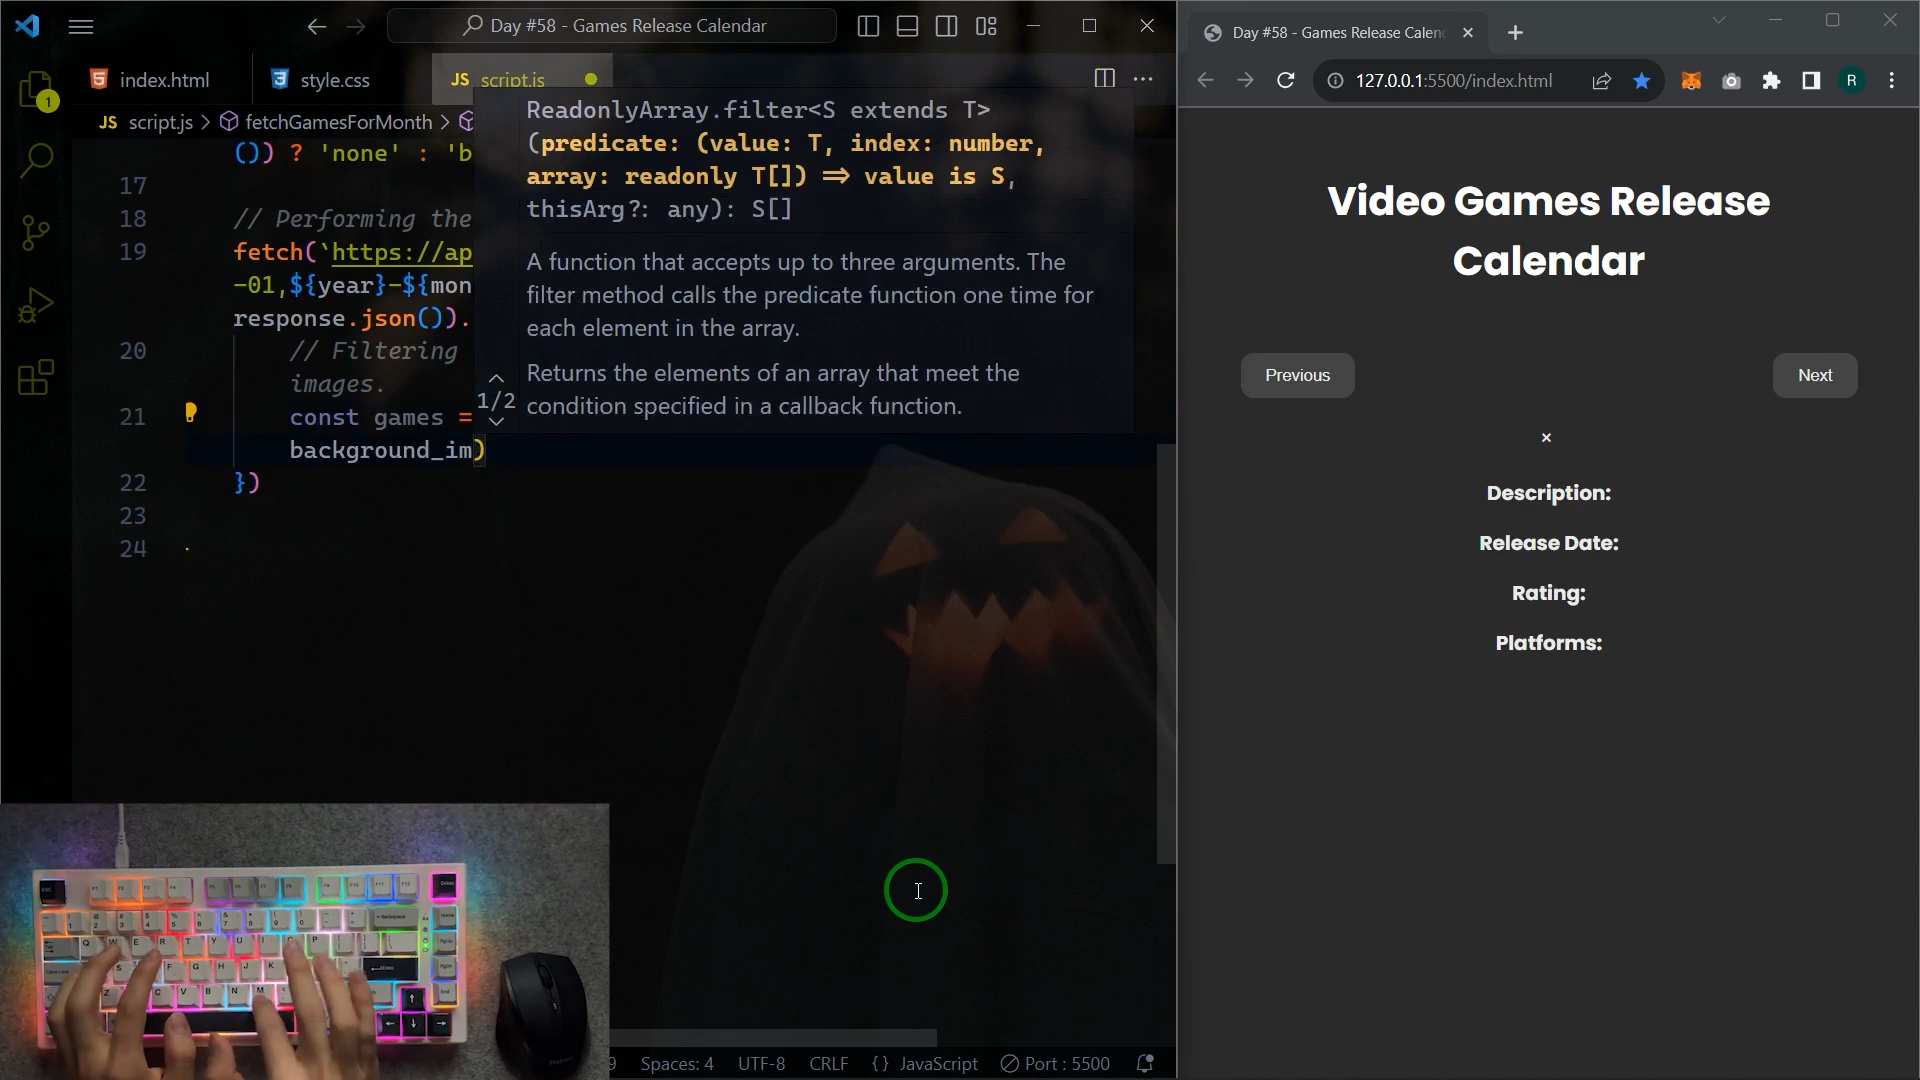 Day #58 - Games Release Calendar
index.html
style.css
JS script.js
JS script.js > fetchGamesForMonth >
()) ? 'none' : 'b
17
18 // Performing the
19 fetch(`https://ap
-01,${year}-${mon
response.json()).
20 // Filtering
images.
21 const games =
background_im)
22 })
23
24
ReadonlyArray.filter<S extends T>
(predicate: (value: T, index: number,
array: readonly T[]) => value is S,
thisArg?: any): S[]
A function that accepts up to three arguments. The
filter method calls the predicate function one time for
each element in the array.
Returns the elements of an array that meet the
1/2
condition specified in a callback function.
1
9 Spaces: 4 UTF-8 CRLF {} JavaScript Port : 5500
Day #58 - Games Release Calen
127.0.0.1:5500/index.html
R
Video Games Release
Calendar
Previous
Next
×
Description:
Release Date:
Rating:
Platforms: